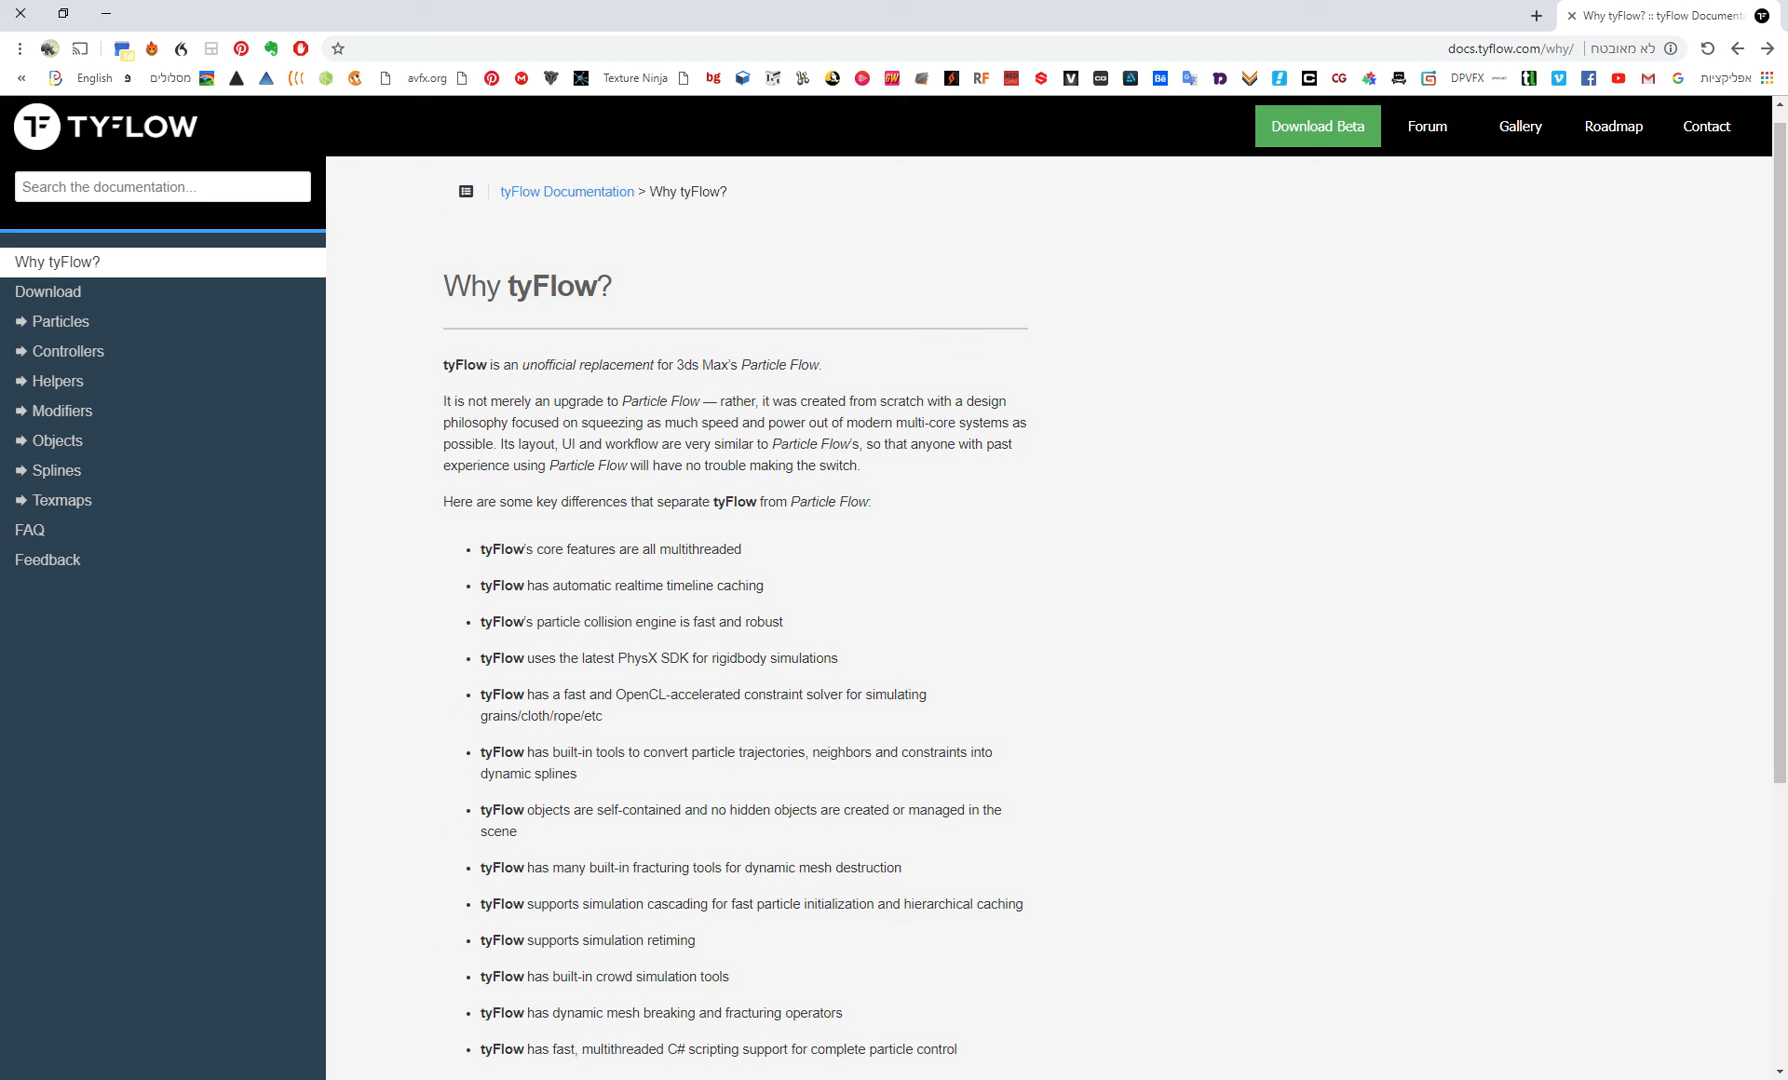 Why tyFlow? :: tyFlow Documenta
docs.tyflow.com/why/
לא מאובטח
English
מסלולים
avfx.org
Texture Ninja
bg
RF
CG
DPVFX
אפליקציות
TYFLOW
Download Beta
Forum
Gallery
Roadmap
Contact
Search the documentation...
tyFlow Documentation > Why tyFlow?
Why tyFlow?
Download
Particles
Controllers
Helpers
Modifiers
Objects
Splines
Texmaps
FAQ
Feedback
Why tyFlow?
tyFlow is an unofficial replacement for 3ds Max's Particle Flow.
It is not merely an upgrade to Particle Flow — rather, it was created from scratch with a design
philosophy focused on squeezing as much speed and power out of modern multi-core systems as
possible. Its layout, UI and workflow are very similar to Particle Flow's, so that anyone with past
experience using Particle Flow will have no trouble making the switch.
Here are some key differences that separate tyFlow from Particle Flow:
• tyFlow's core features are all multithreaded
• tyFlow has automatic realtime timeline caching
• tyFlow's particle collision engine is fast and robust
• tyFlow uses the latest PhysX SDK for rigidbody simulations
• tyFlow has a fast and OpenCL-accelerated constraint solver for simulating
grains/cloth/rope/etc
• tyFlow has built-in tools to convert particle trajectories, neighbors and constraints into
dynamic splines
• tyFlow objects are self-contained and no hidden objects are created or managed in the
scene
• tyFlow has many built-in fracturing tools for dynamic mesh destruction
• tyFlow supports simulation cascading for fast particle initialization and hierarchical caching
• tyFlow supports simulation retiming
• tyFlow has built-in crowd simulation tools
• tyFlow has dynamic mesh breaking and fracturing operators
• tyFlow has fast, multithreaded C# scripting support for complete particle control